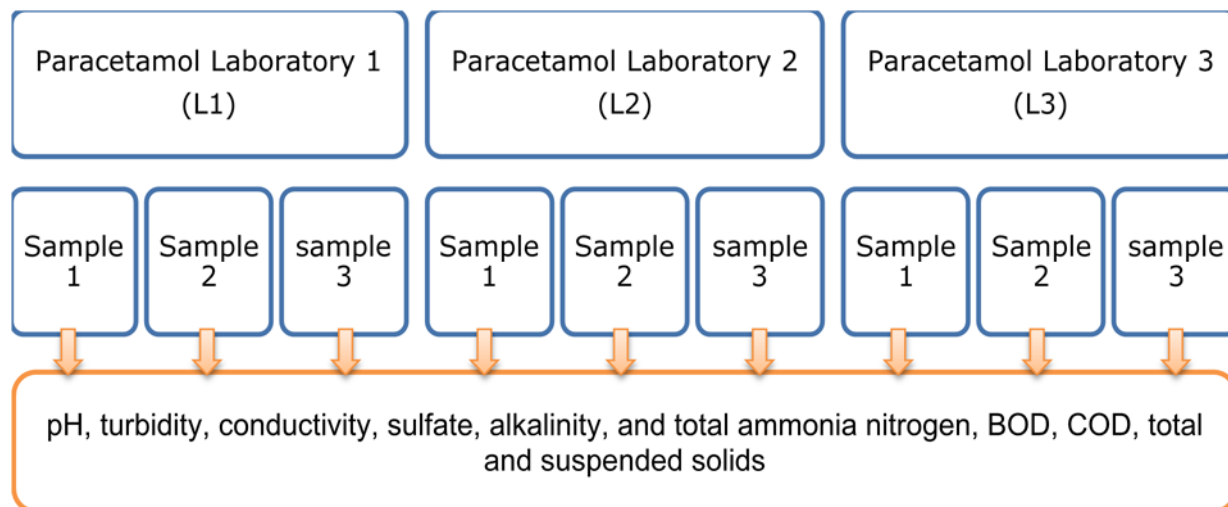 Paracetamol Laboratory 1
(L1)
Paracetamol Laboratory 2
(L2)
Paracetamol Laboratory 3
(L3)
Sample
1
Sample
2
sample
3
Sample
1
Sample
2
sample
3
Sample
1
Sample
2
sample
3
pH, turbidity, conductivity, sulfate, alkalinity, and total ammonia nitrogen, BOD, COD, total
and suspended solids